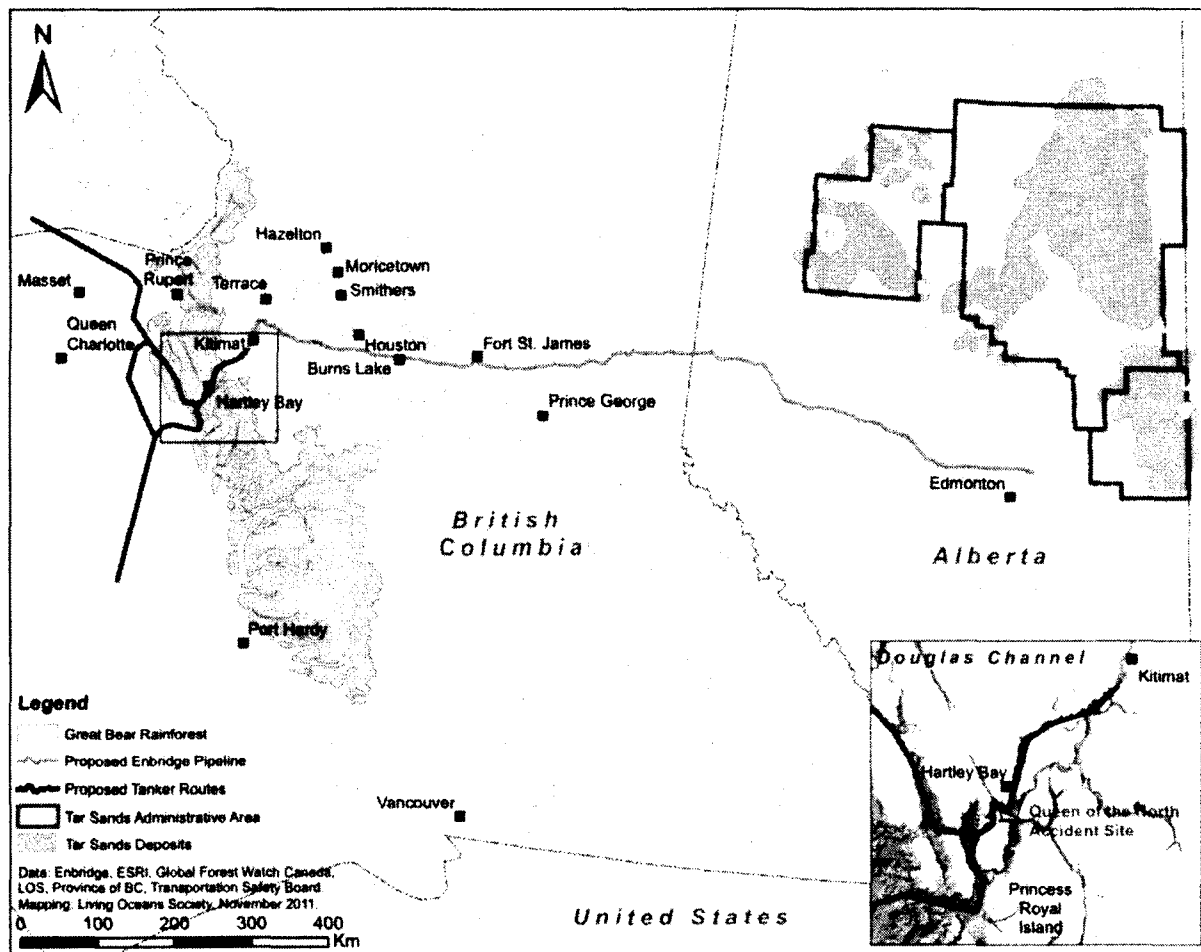 N
Hazelton
Moricetown
Smithers
Prince
Rupert
Terrace
Masset
Queen
Charlotte
Kitimat
Houston
Burns Lake
Fort St. James
Hartley Bay
Prince George
Edmonton
British
Columbia
Alberta
Port Hardy
Vancouver
United States
Legend
Great Bear Rainforest
Proposed Enbridge Pipeline
Proposed Tanker Routes
Tar Sands Administrative Area
Tar Sands Deposits
Data: Enbridge, ESRI, Global Forest Watch Canada,
LOS, Province of BC, Transportation Safety Board.
Mapping: Living Oceans Society, November 2011.
0 100 200 300 400
Km
Douglas Channel
Kitimat
Hartley Bay
Queen of the North
Accident Site
Princess
Royal
Island